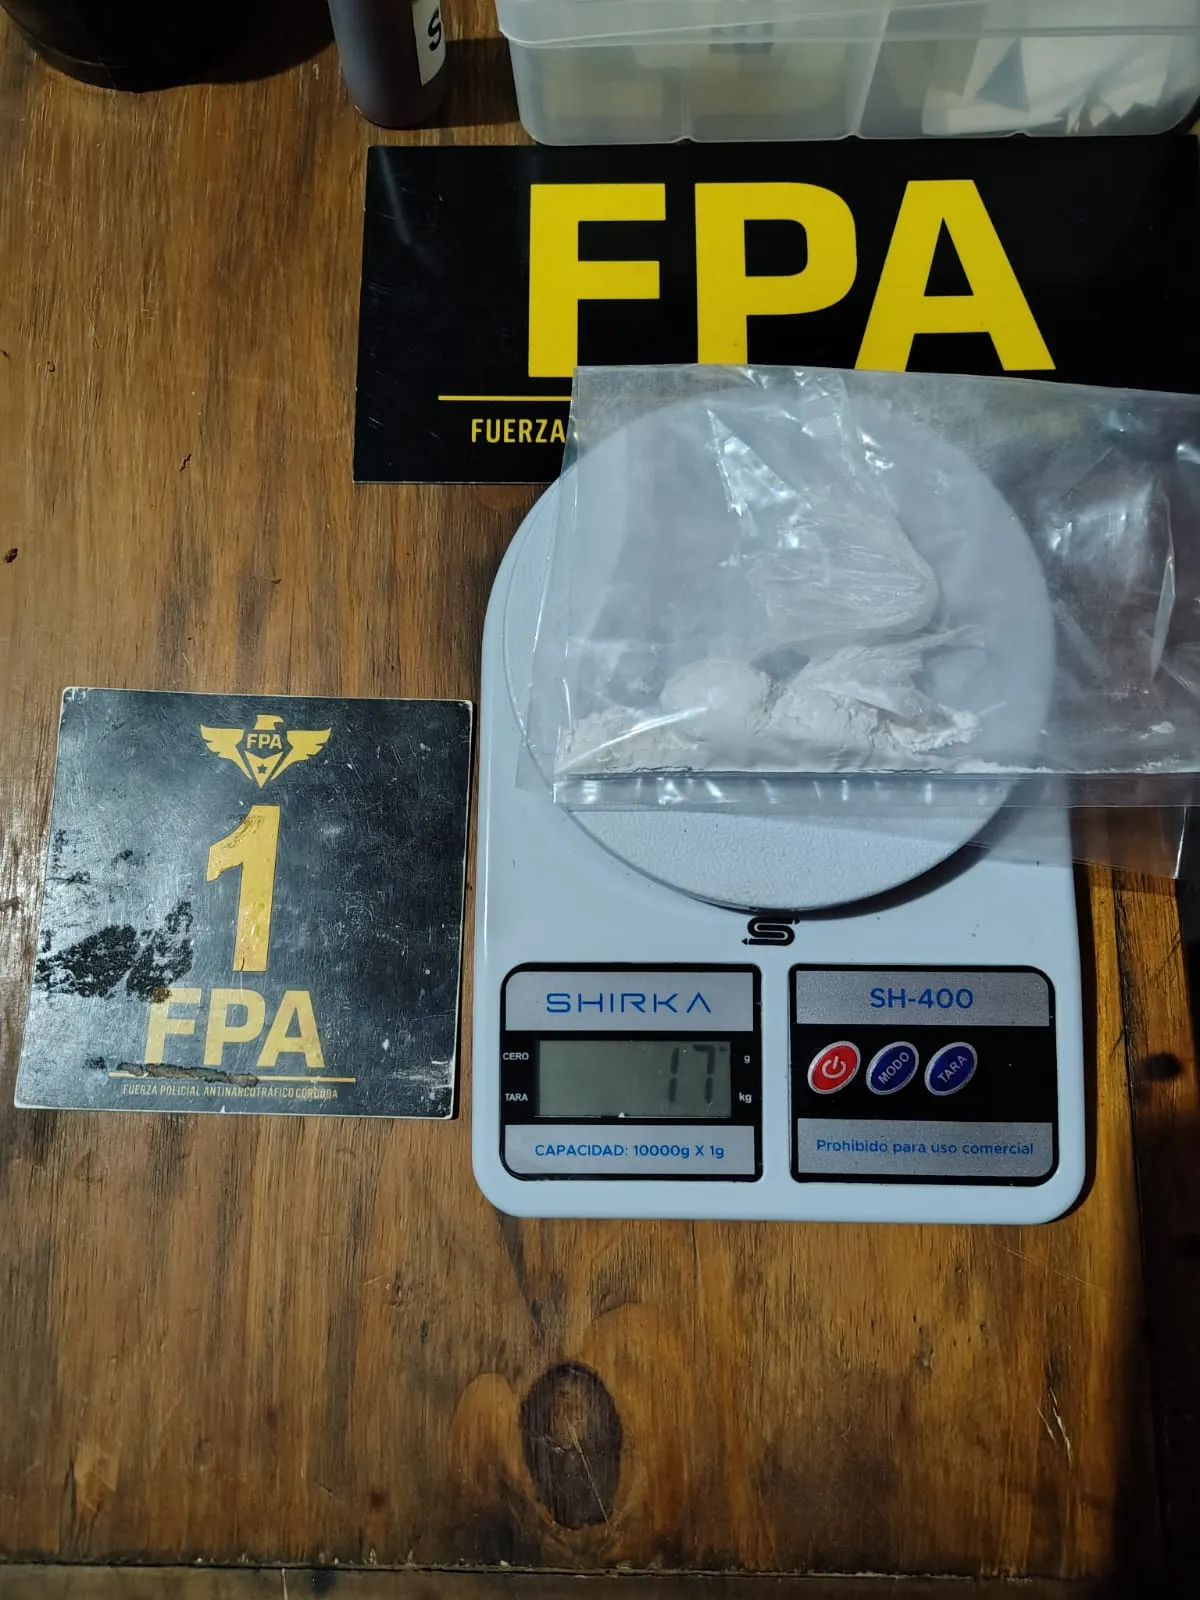 S
FPA
FUERZA
FPA
1
FPA
FUERZA POLICIAL ANTINARCOTRÁFICO CÓRDOBA
SHIRKA
SH-400
CERO
17
g
TARA
kg
MODO
TARA
CAPACIDAD: 10000g X 1g
Prohibido para uso comercial